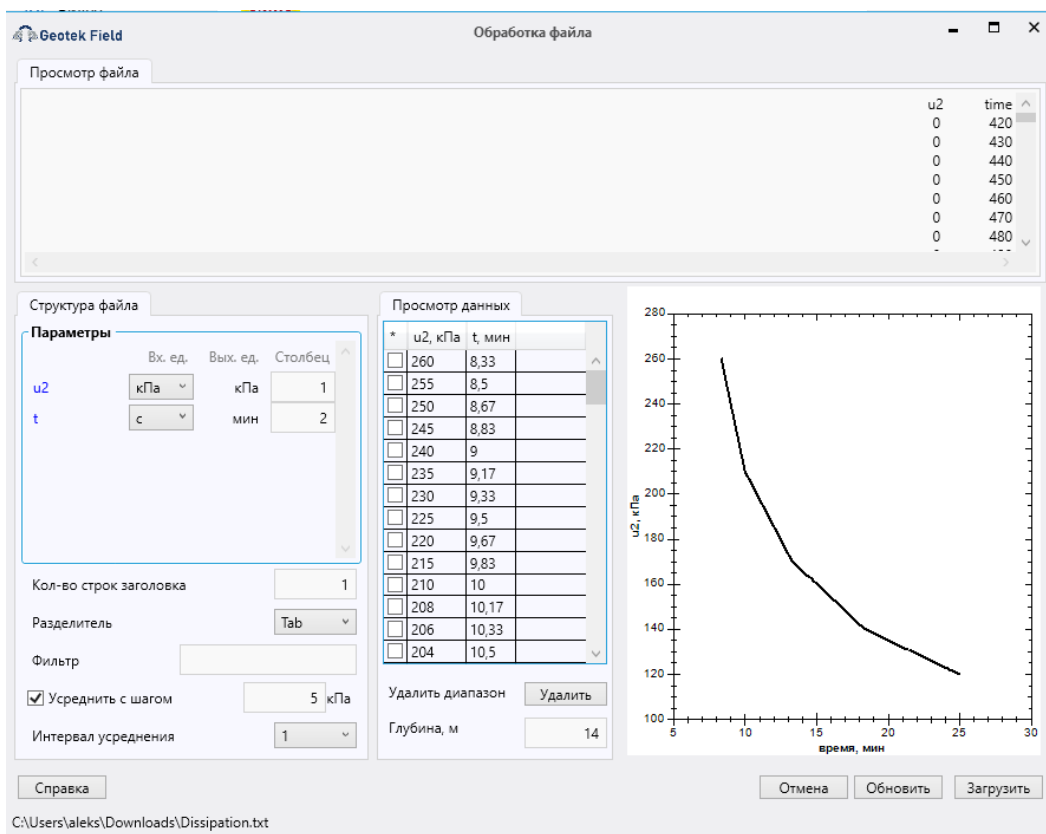 Geotek Field
Обработка файла
Просмотр файла
u2 time
0 420
0 430
0 440
0 450
0 460
0 470
0 480
Структура файла
Параметры
Вх. ед. Вых. ед. Столбец
u2 кПа кПа 1
t с мин 2
Кол-во строк заголовка 1
Разделитель Tab
Фильтр
Усреднить с шагом 5 кПа
Интервал усреднения 1
Просмотр данных
* u2, кПа t, мин
260 8,33
255 8,5
250 8,67
245 8,83
240 9
235 9,17
230 9,33
225 9,5
220 9,67
215 9,83
210 10
208 10,17
206 10,33
204 10,5
Удалить диапазон Удалить
Глубина, м 14
280
260
240
220
200
180
160
140
120
100
u2, кПа
5 10 15 20 25 30
время, мин
Справка
Отмена Обновить Загрузить
C:\Users\aleks\Downloads\Dissipation.txt